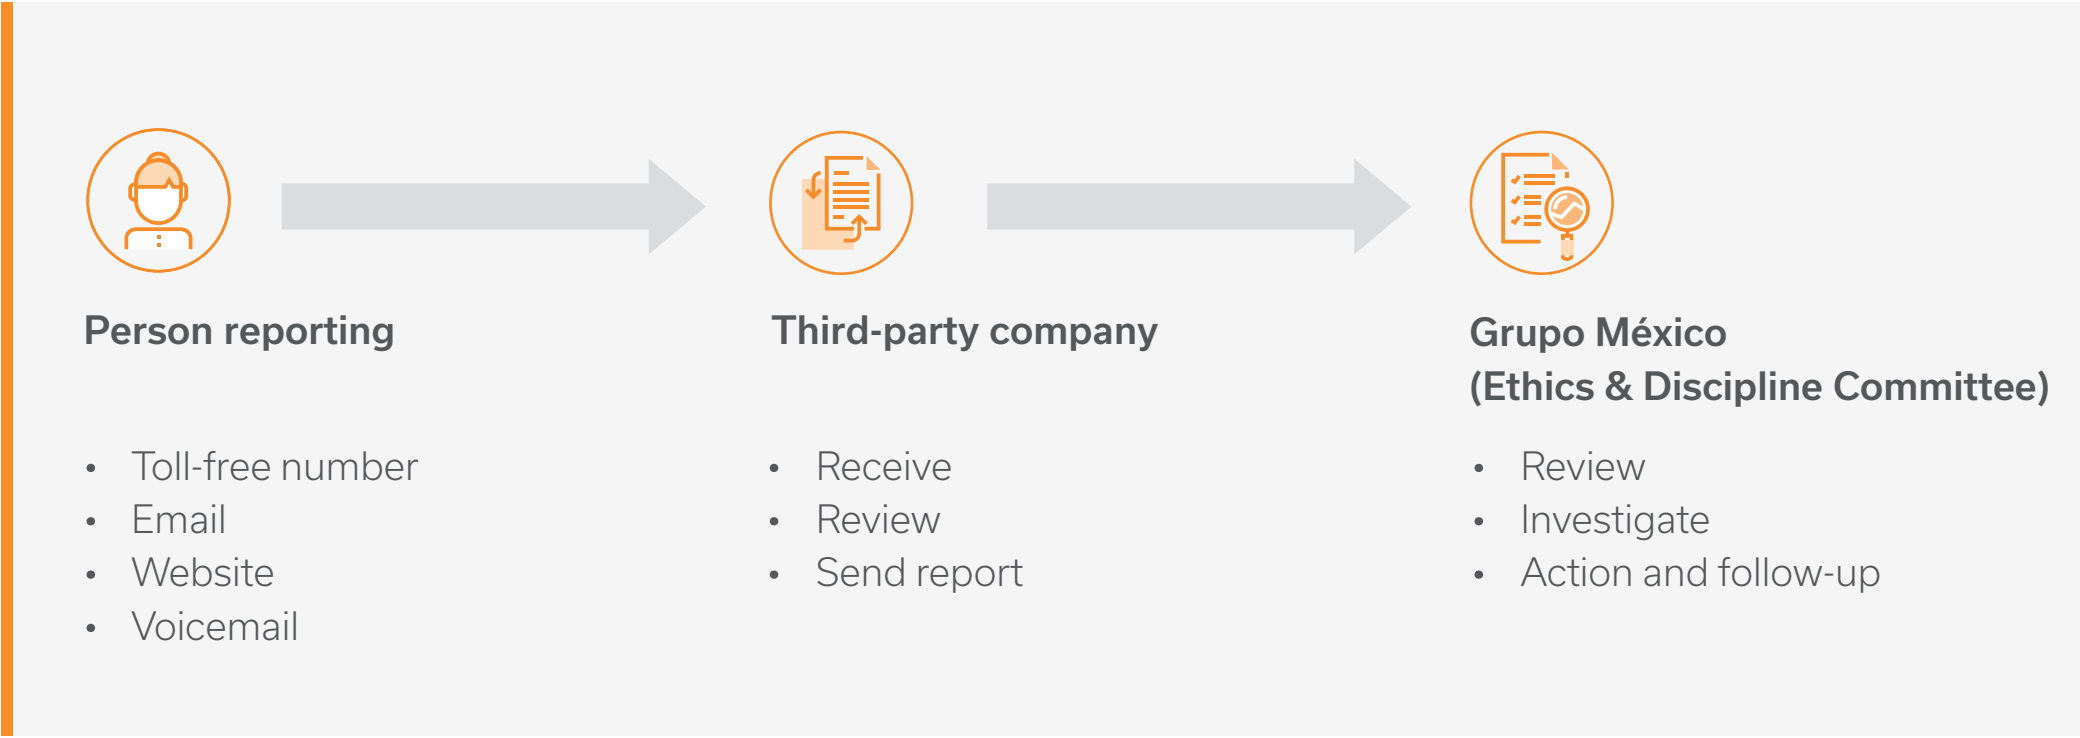 Person reporting
• Toll-free number
• Email
• Website
• Voicemail
Third-party company
• Receive
• Review
• Send report
Grupo México
(Ethics & Discipline Committee)
• Review
• Investigate
• Action and follow-up